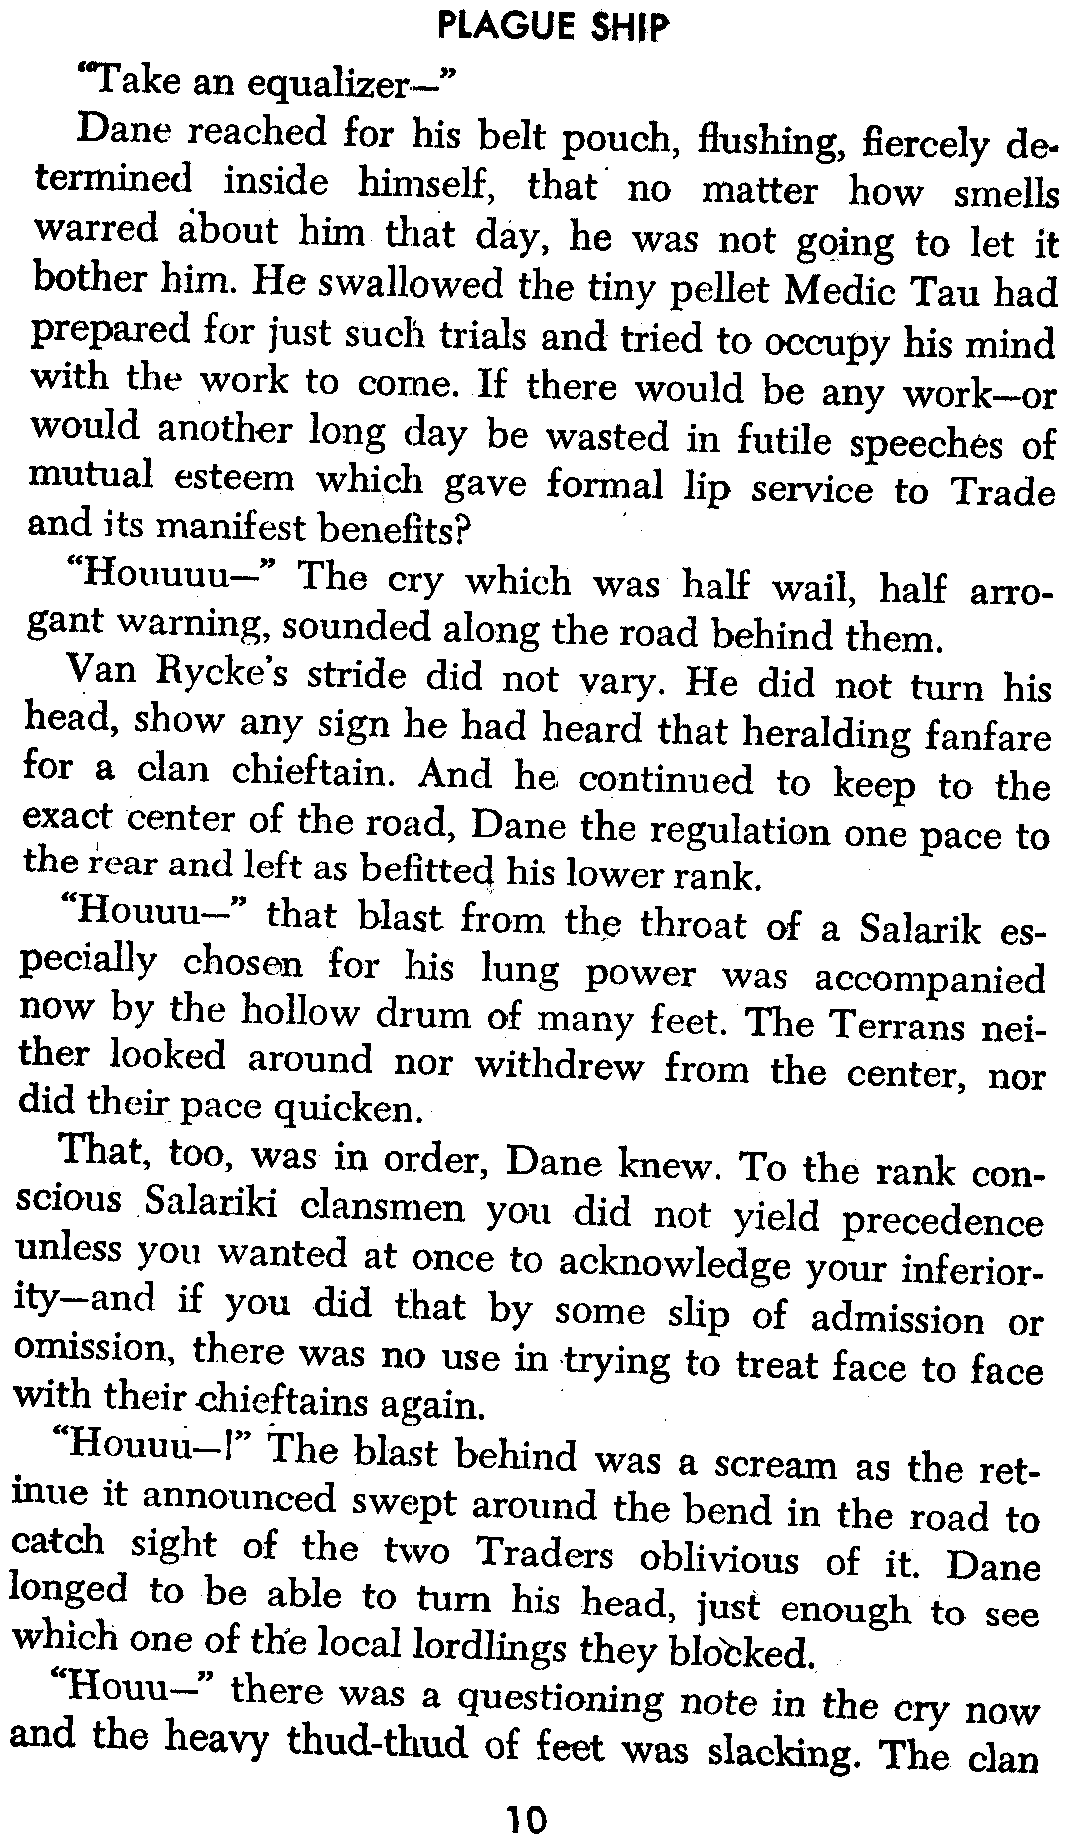 PLAGUE SHIP
“Take an equalizer—”
Dane reached for his belt pouch, flushing, fiercely de-
termined inside himself, that no matter how smells
warred about him that day, he was not going to let it
bother him. He swallowed the tiny pellet Medic Tau had
prepared for just such trials and tried to occupy his mind
with the work to come. If there would be any work—or
would another long day be wasted in futile speeches of
mutual esteem which gave formal lip service to Trade
and its manifest benefits?
“Houuuu—” The cry which was half wail, half arro-
gant warning, sounded along the road behind them.
Van Rycke’s stride did not vary. He did not turn his
head, show any sign he had heard that heralding fanfare
for a clan chieftain. And he continued to keep to the
exact center of the road, Dane the regulation one pace to
the rear and left as befitted his lower rank.
“Houuu—” that blast from the throat of a Salarik es-
pecially chosen for his lung power was accompanied
now by the hollow drum of many feet. The Terrans nei-
ther looked around nor withdrew from the center, nor
did their pace quicken.
That, too, was in order, Dane knew. To the rank con-
scious Salariki clansmen you did not yield precedence
unless you wanted at once to acknowledge your inferior-
ity—and if you did that by some slip of admission or
omission, there was no use in trying to treat face to face
with their chieftains again.
“Houuu—!” The blast behind was a scream as the ret-
inue it announced swept around the bend in the road to
catch sight of the two Traders oblivious of it. Dane
longed to be able to turn his head, just enough to see
which one of the local lordlings they blocked.
“Houu—” there was a questioning note in the cry now
and the heavy thud-thud of feet was slacking. The clan
10